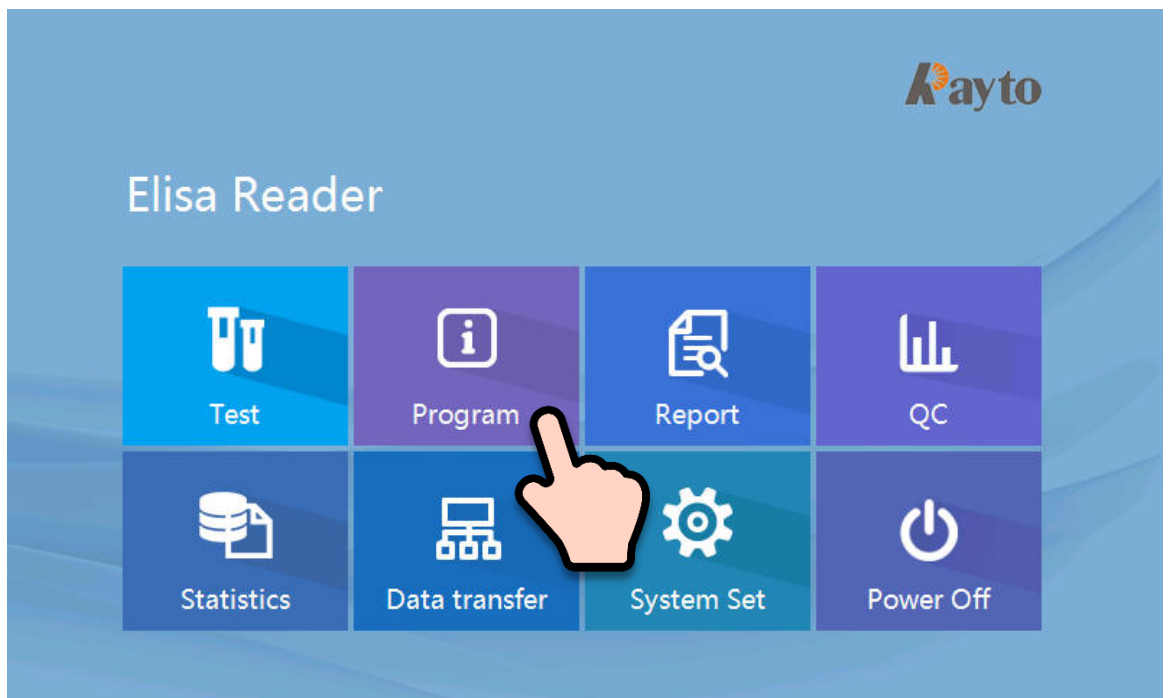 Rayto
Elisa Reader
Test
Program
Report
QC
Statistics
Data transfer
System Set
Power Off